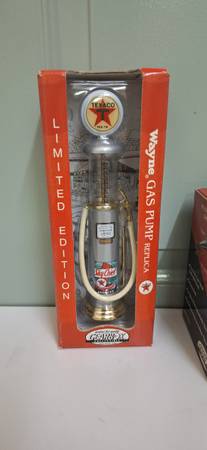 TEXACO
LIMITED EDITION
Wayne® GAS PUMP REPLICA
Sky Chief
GEARBOX